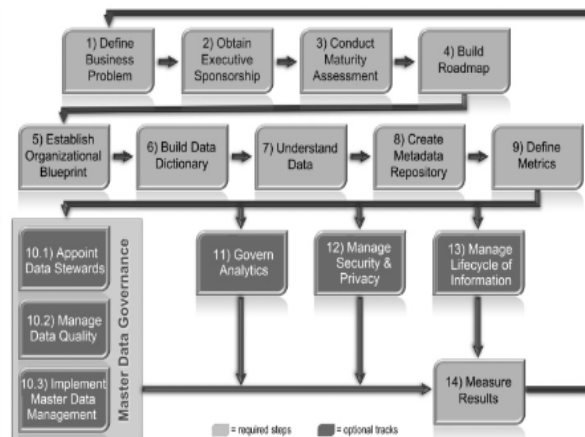 1) Define
Business
Problem
2) Obtain
Executive
Sponsorship
3) Conduct
Maturity
Assessment
4) Build
Roadmap
5) Establish
Organizational
Blueprint
6) Build Data
Dictionary
7) Understand
Data
8) Create
Metadata
Repository
9) Define
Metrics
10.1) Appoint
Data Stewards
10.2) Manage
Data Quality
10.3) Implement
Master Data
Management
Master Data Governance
11) Govern
Analytics
12) Manage
Security &
Privacy
13) Manage
Lifecycle of
Information
14) Measure
Results
= required steps
= optional tracks